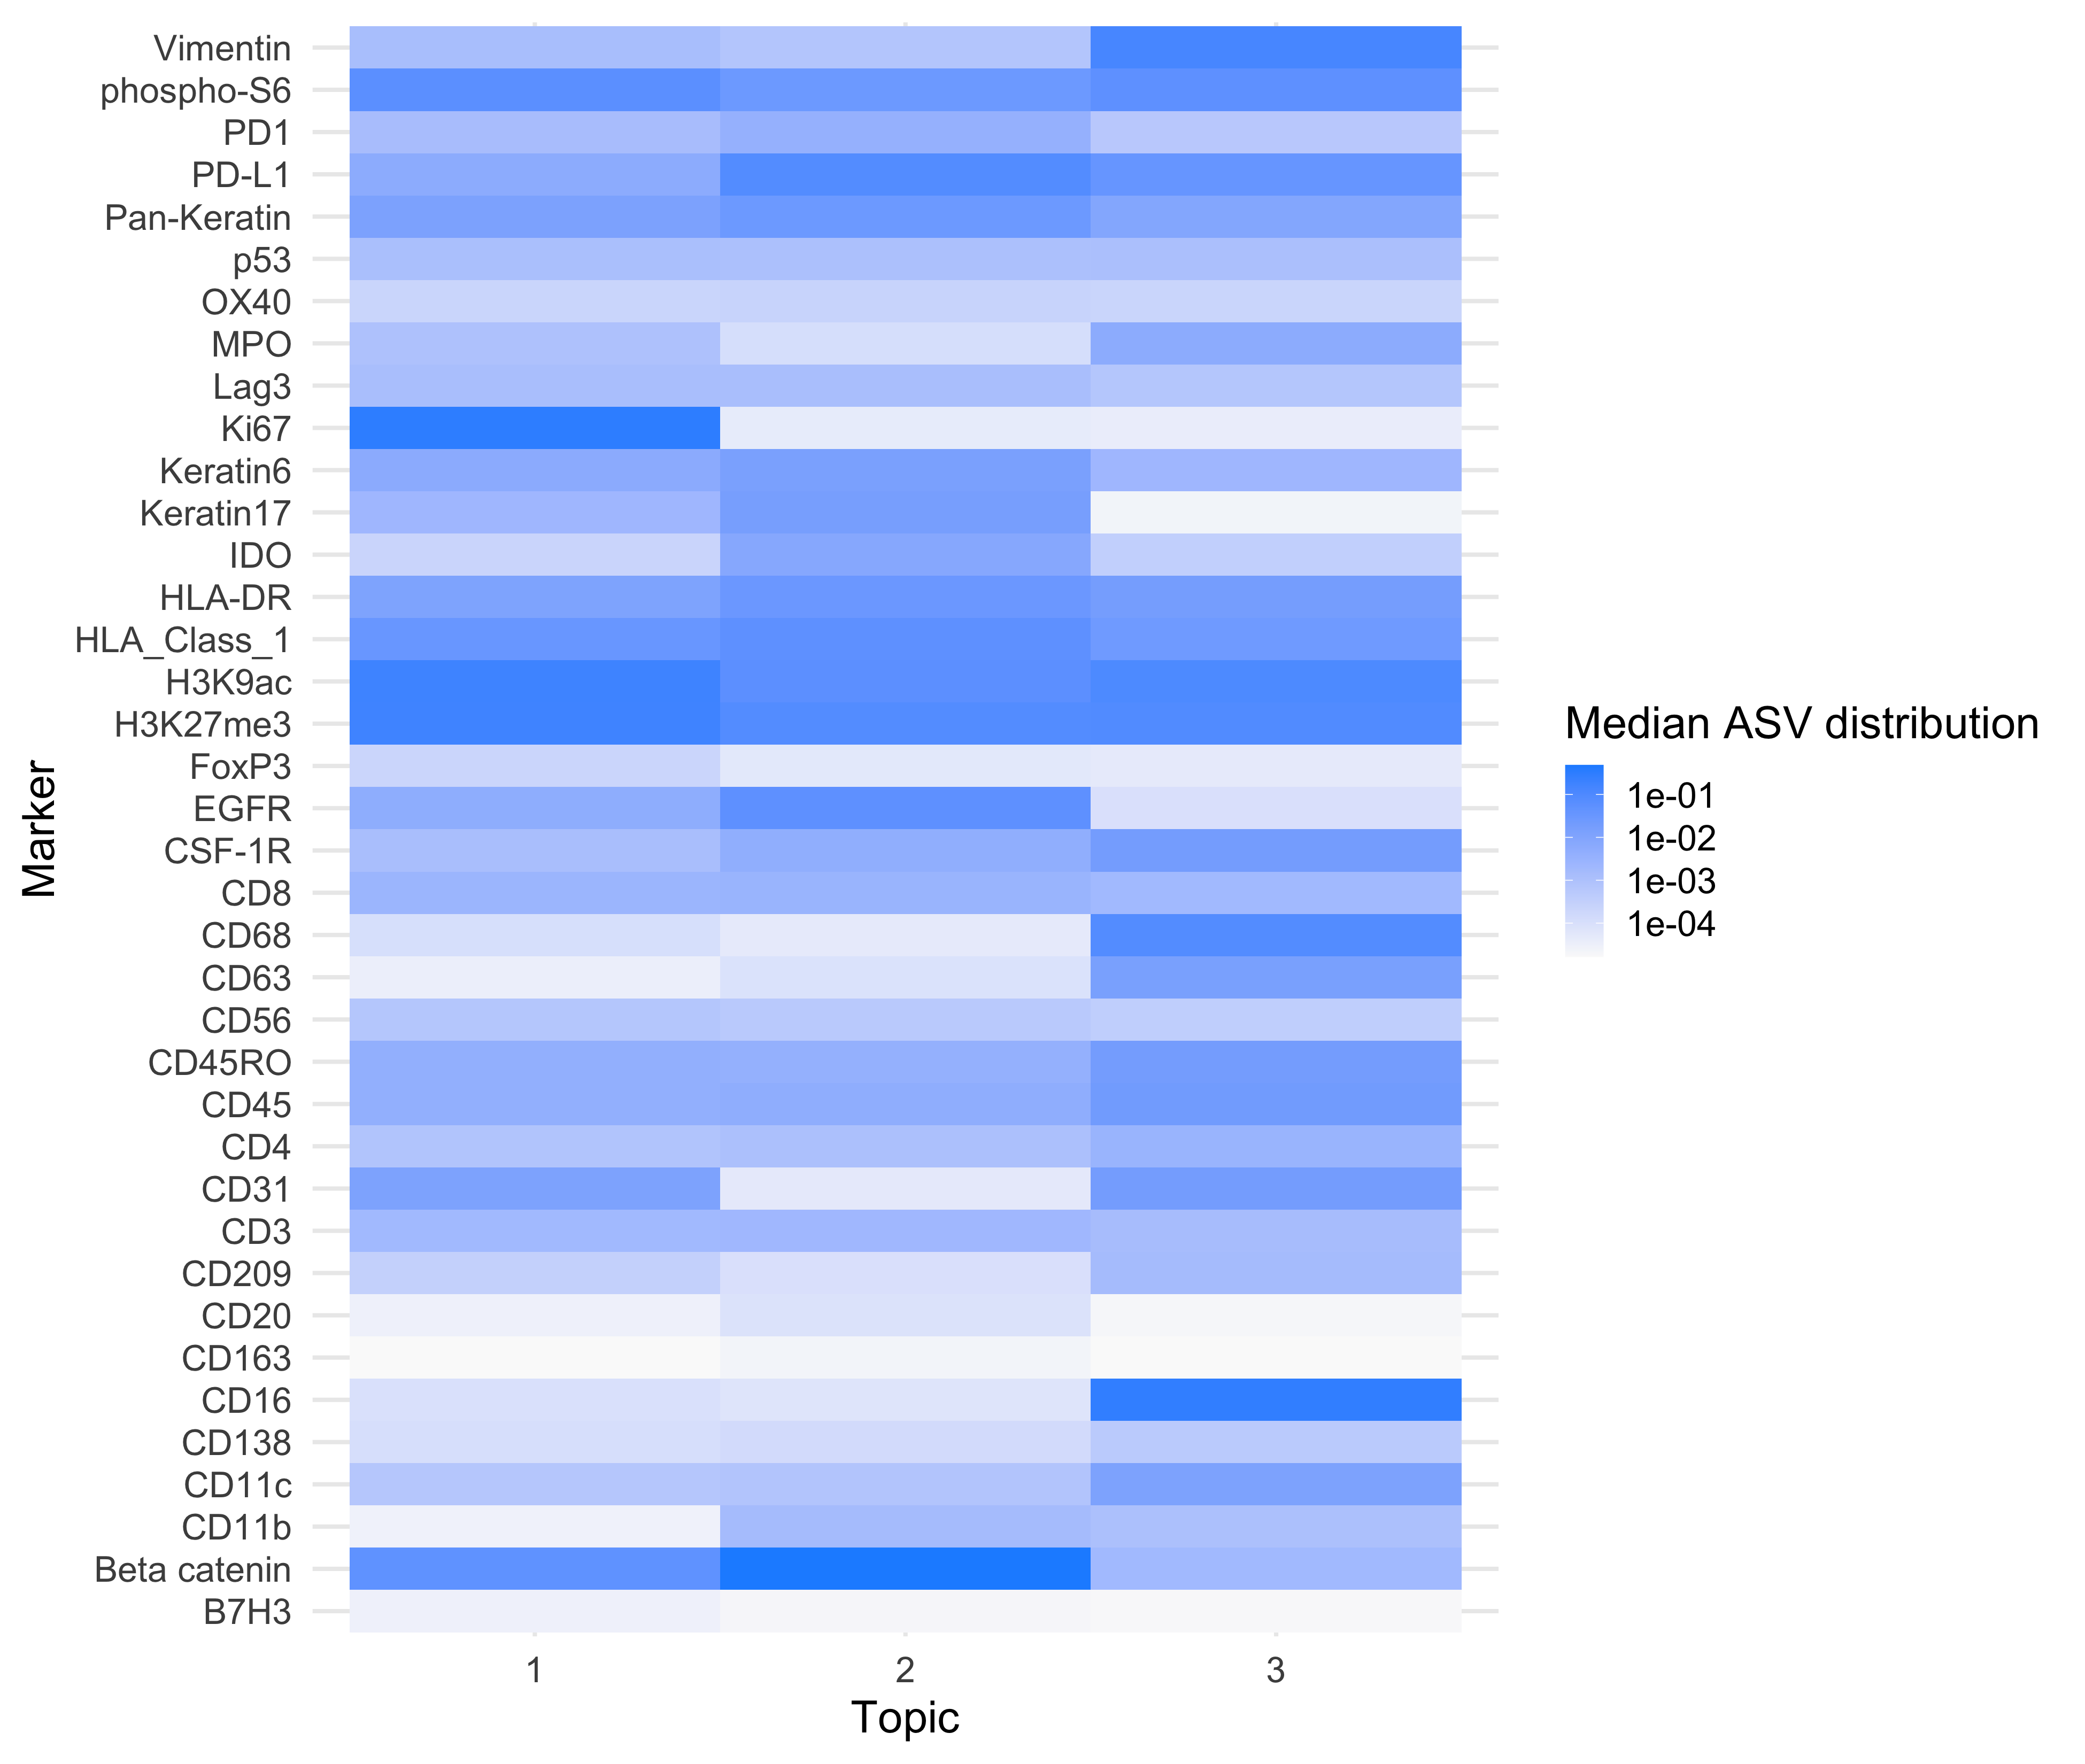 Vimentin
phospho-S6
PD1
PD-L1
Pan-Keratin
p53
OX40
MPO
Lag3
Ki67
Keratin6
Keratin17
IDO
HLA-DR
HLA_Class_1
H3K9ac
H3K27me3
FoxP3
EGFR
CSF-1R
CD8
CD68
CD63
CD56
CD45RO
CD45
CD4
CD31
CD3
CD209
CD20
CD163
CD16
CD138
CD11c
CD11b
Beta catenin
B7H3
Marker
1 2 3
Topic
Median ASV distribution
1e-01
1e-02
1e-03
1e-04